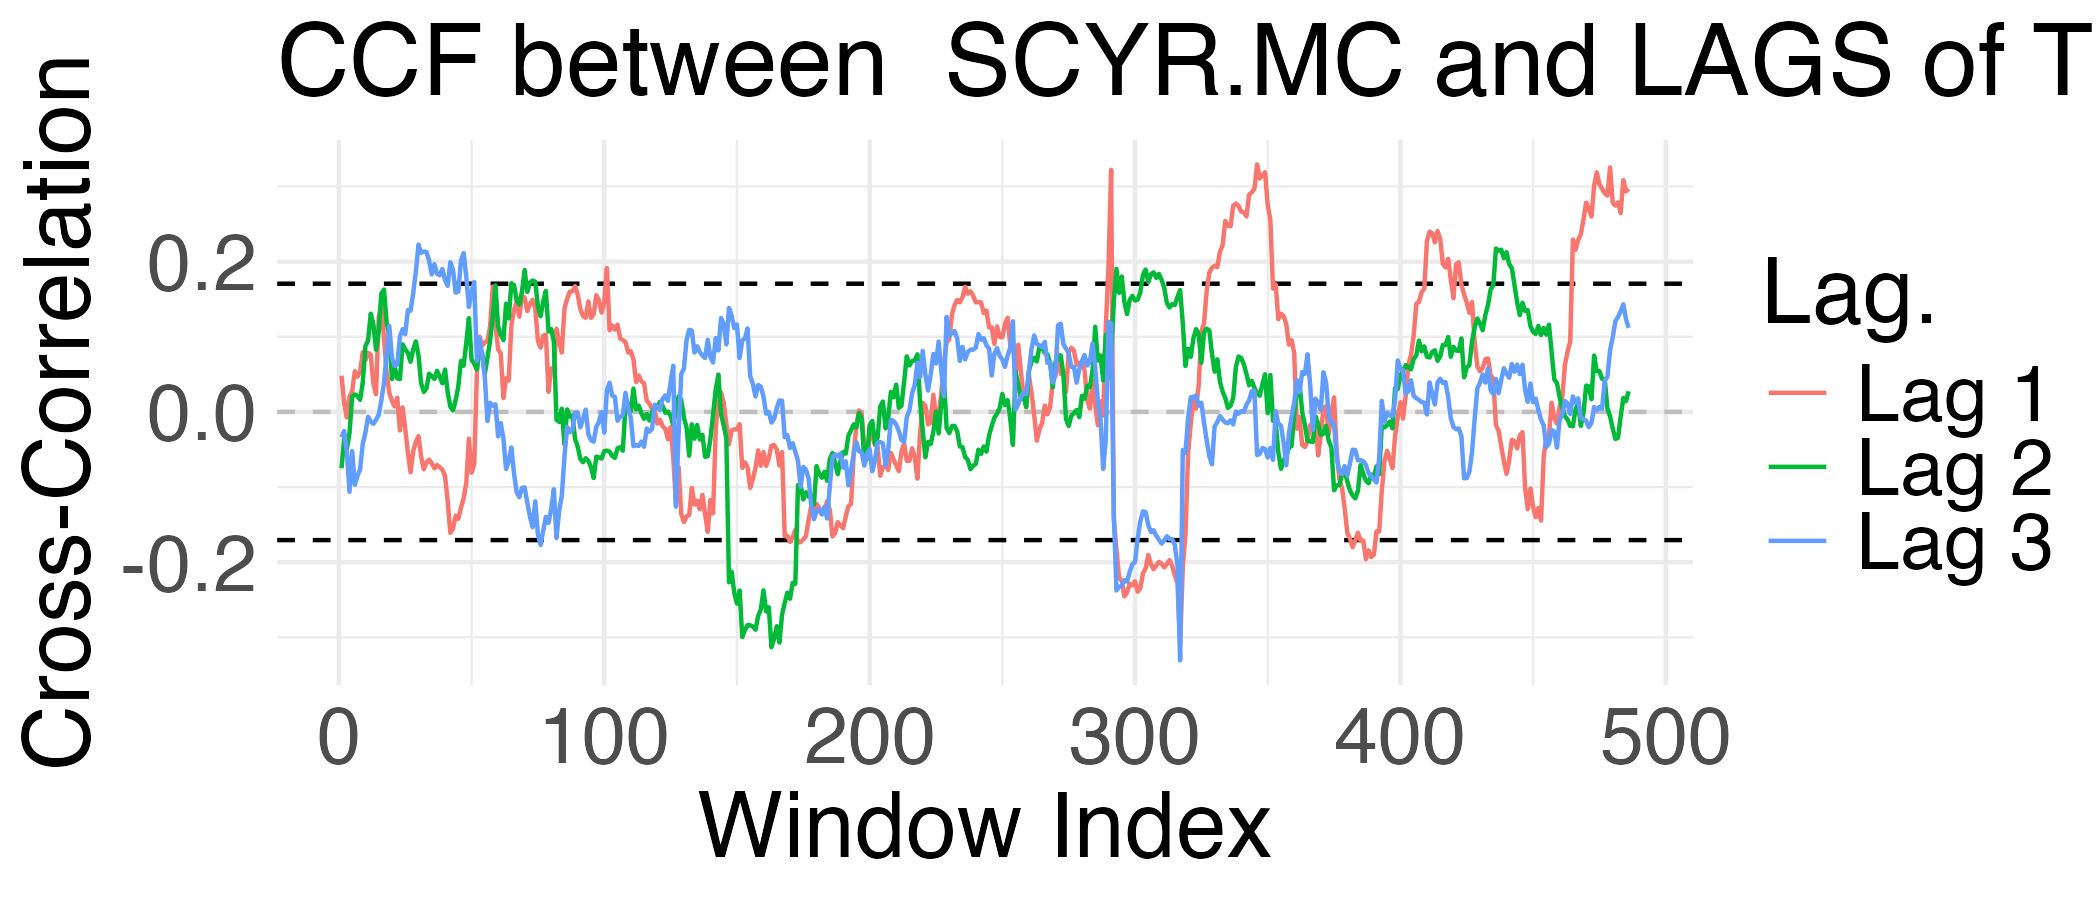 CCF between  SCYR.MC and LAGS of T
Cross-Correlation
0.2
0.0
-0.2
0 100 200 300 400 500
Window Index
Lag.
Lag 1
Lag 2
Lag 3